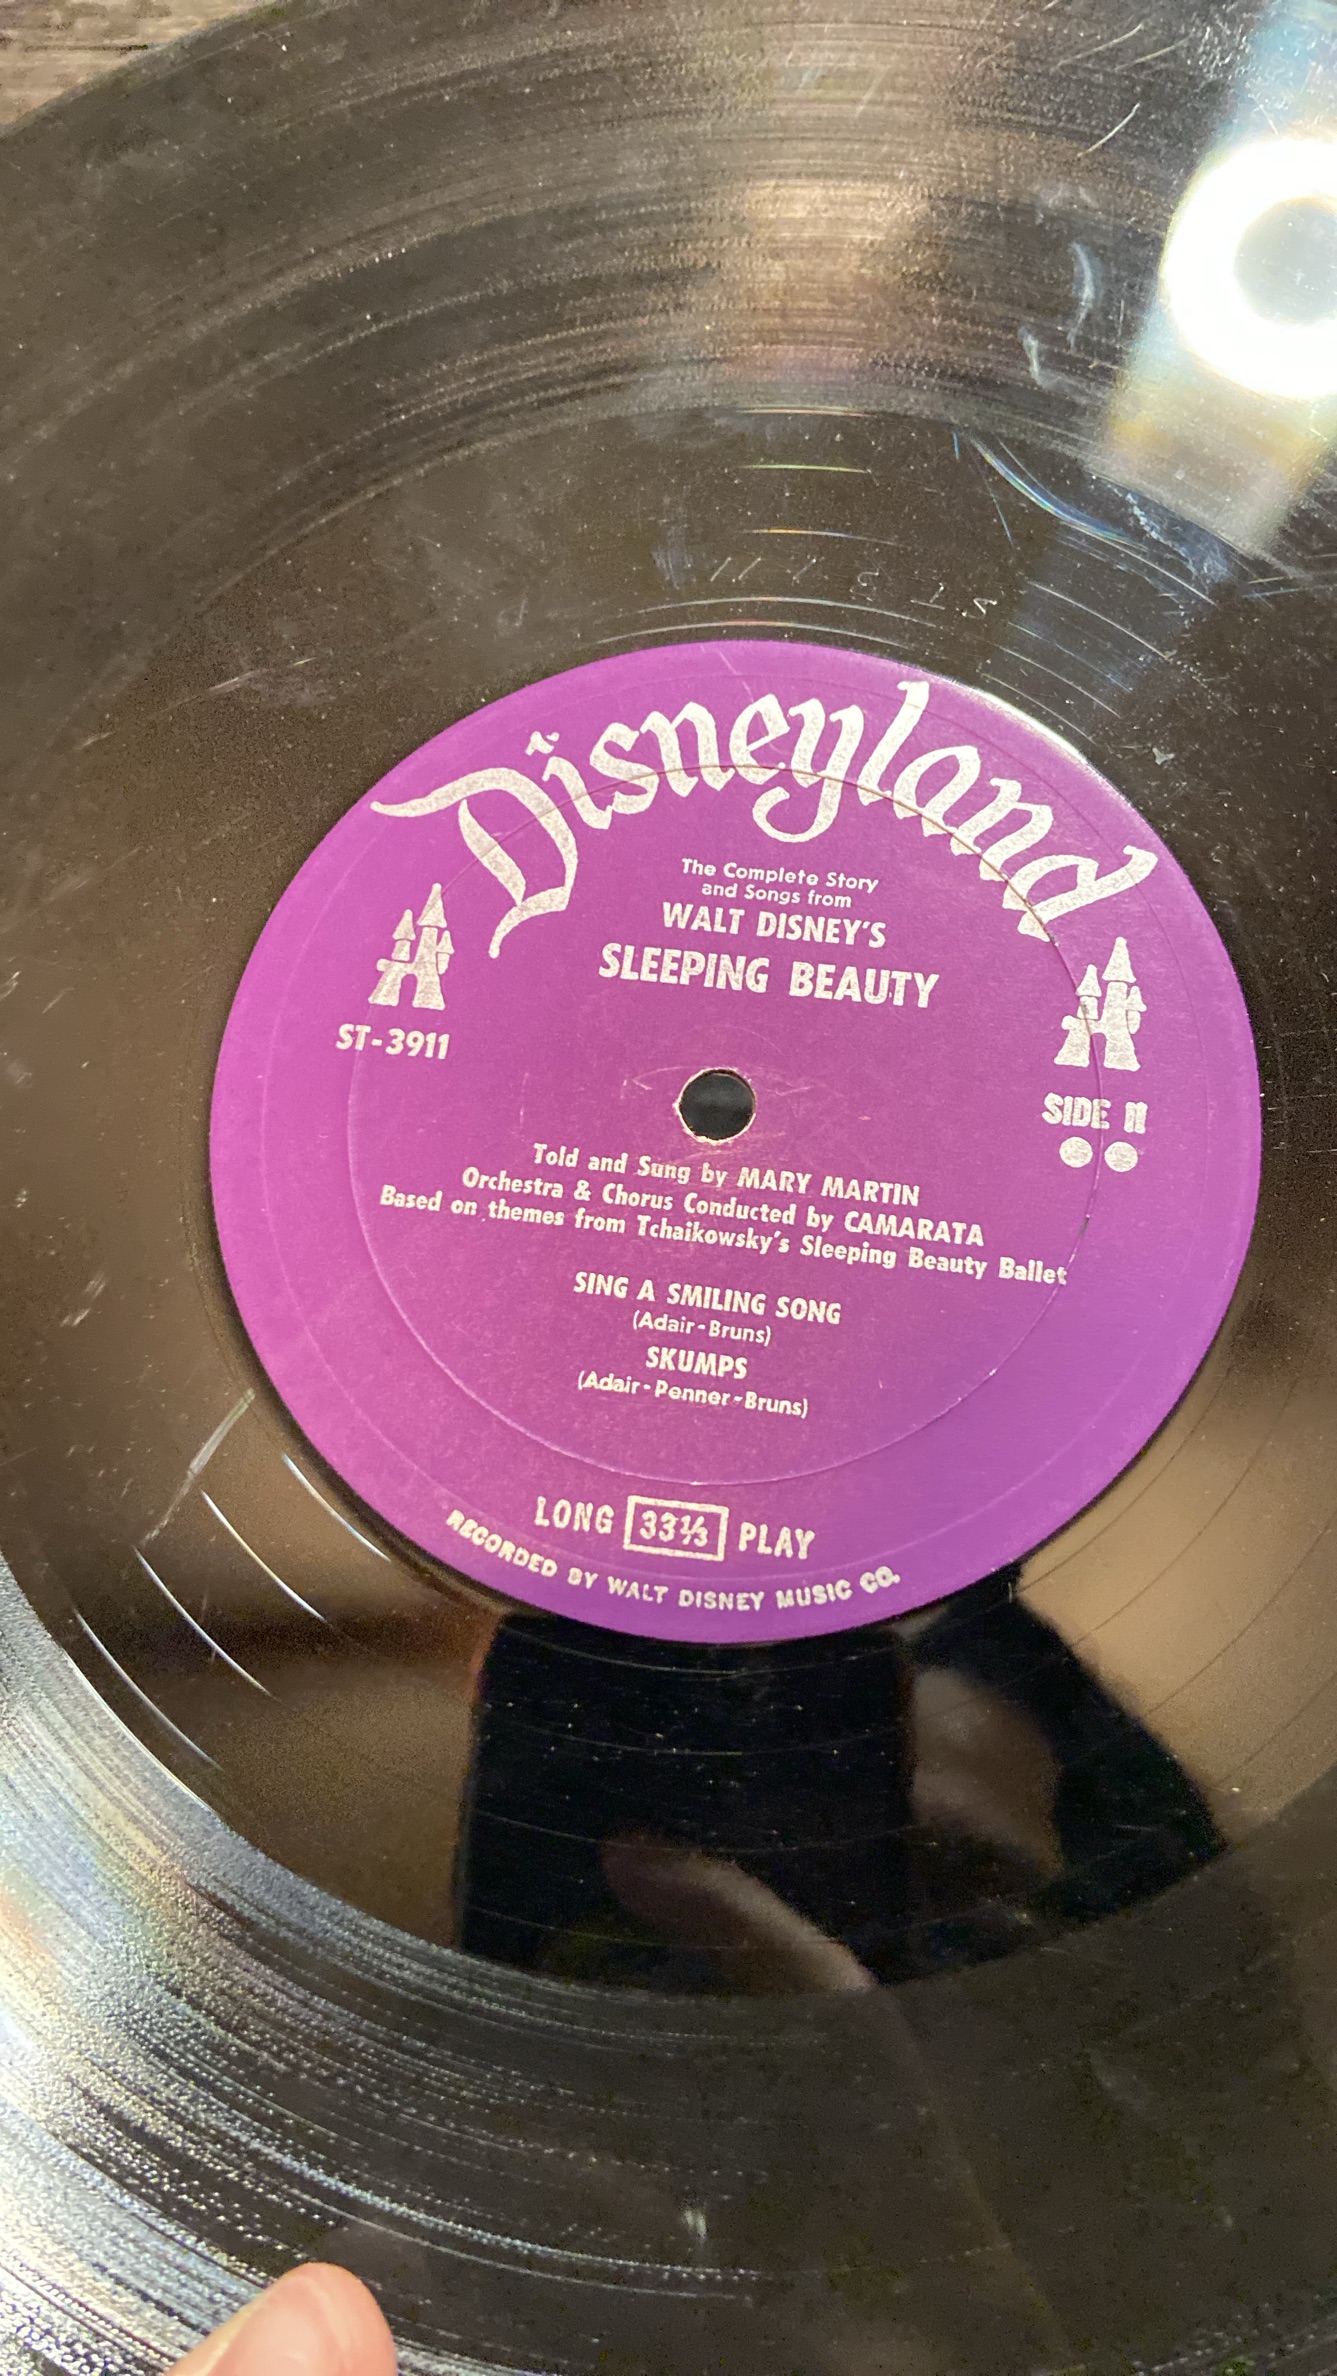 Disneyland
The Complete Story
and Songs from
WALT DISNEY'S
SLEEPING BEAUTY
ST-3911
SIDE II
Told and Sung by MARY MARTIN
Orchestra & Chorus Conducted by CAMARATA
Based on themes from Tchaikowsky's Sleeping Beauty Ballet
SING A SMILING SONG
(Adair-Bruns)
SKUMPS
(Adair-Penner-Bruns)
LONG 33⅓ PLAY
RECORDED BY WALT DISNEY MUSIC CO.